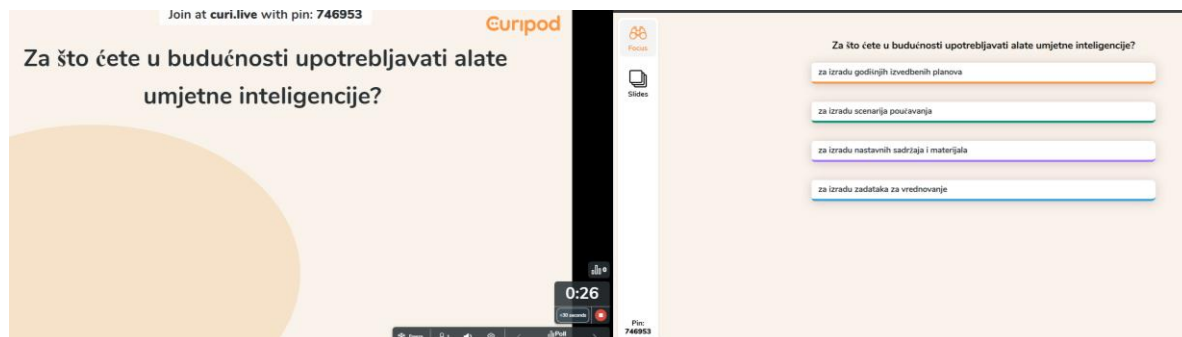 Join at curi.live with pin: 746953
Curipod
Za što ćete u budućnosti upotrebljavati alate
umjetne inteligencije?
0:26
+30 seconds
Poll
Focus
Slides
Pin:
746953
Za što ćete u budućnosti upotrebljavati alate umjetne inteligencije?
za izradu godišnjih izvedbenih planova
za izradu scenarija poučavanja
za izradu nastavnih sadržaja i materijala
za izradu zadataka za vrednovanje